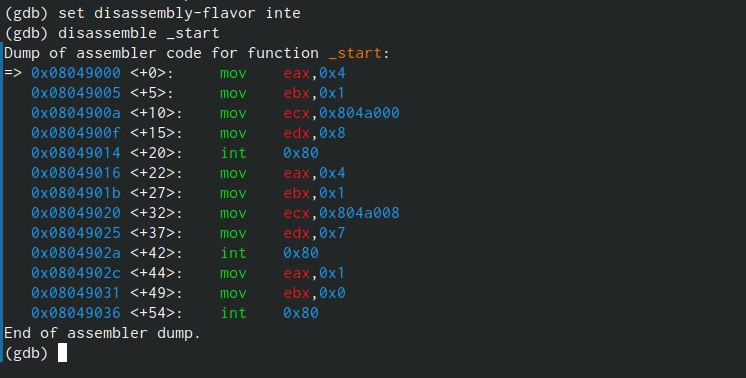 (gdb) set disassembly-flavor inte
(gdb) disassemble _start
Dump of assembler code for function _start:
=> 0x08049000 <+0>:     mov    eax,0x4
   0x08049005 <+5>:     mov    ebx,0x1
   0x0804900a <+10>:    mov    ecx,0x804a000
   0x0804900f <+15>:    mov    edx,0x8
   0x08049014 <+20>:    int    0x80
   0x08049016 <+22>:    mov    eax,0x4
   0x0804901b <+27>:    mov    ebx,0x1
   0x08049020 <+32>:    mov    ecx,0x804a008
   0x08049025 <+37>:    mov    edx,0x7
   0x0804902a <+42>:    int    0x80
   0x0804902c <+44>:    mov    eax,0x1
   0x08049031 <+49>:    mov    ebx,0x0
   0x08049036 <+54>:    int    0x80
End of assembler dump.
(gdb)